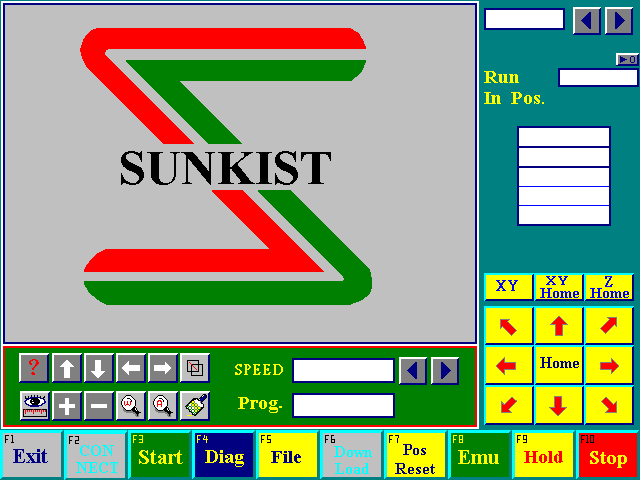 SUNKIST
0
Run
In Pos.
XY
XY
Home
Z
Home
Home
?
SPEED
W
A
Prog.
F1
Exit
F2
CON
NECT
F3
Start
F4
Diag
F5
File
F6
Down
Load
F7
Pos
Reset
F8
Emu
F9
Hold
F10
Stop